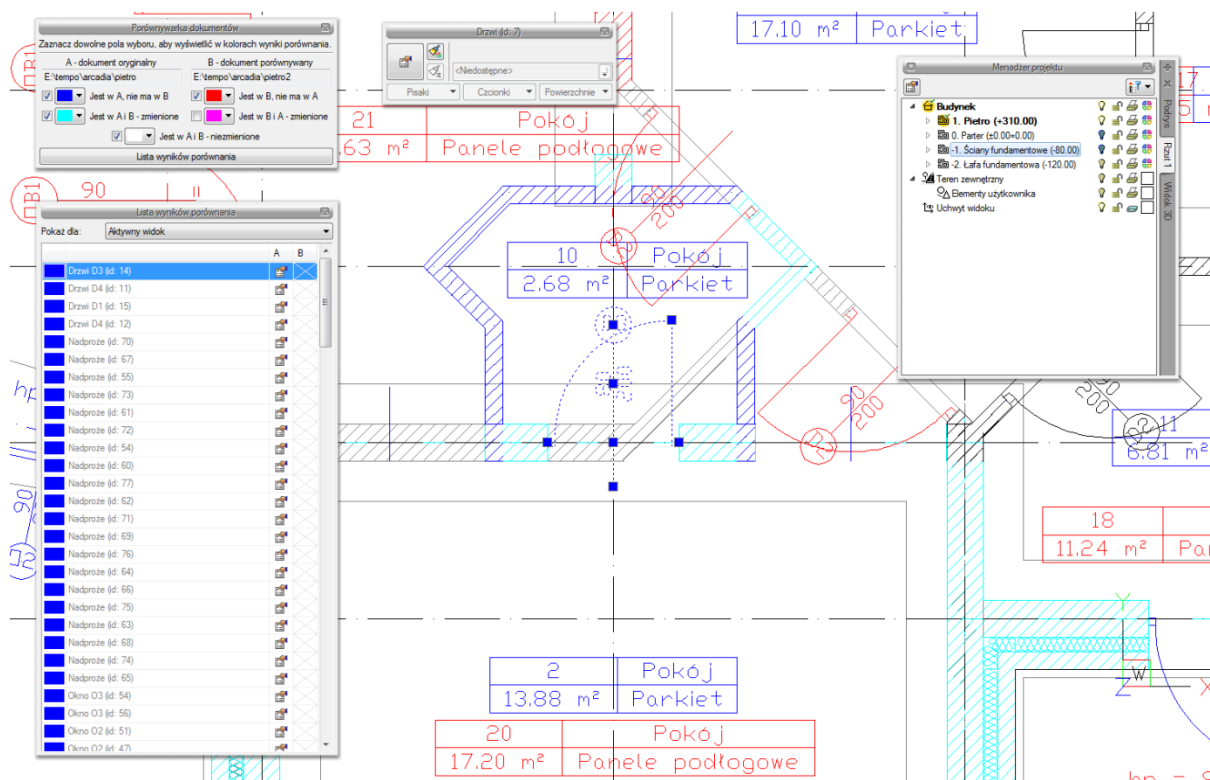 Porównywarka dokumentów
Zaznacz dowolne pola wyboru, aby wyświetlić w kolorach wyniki porównania.
A - dokument oryginalny
B - dokument porównywany
E:\tempo\arcadia\pietro
E:\tempo\arcadia\pietro2
Jest w A, nie ma w B
Jest w B, nie ma w A
Jest w A i B - zmienione
Jest w B i A - zmienione
Jest w A i B - niezmienione
Lista wyników porównania
Drzwi (id: 7)
<Niedostępne>
Pisaki
Czcionki
Powierzchnie
17.10 m² Parkiet
Menadżer projektu
Budynek
1. Pietro (+310.00)
0. Parter (±0.00=0.00)
-1. Ściany fundamentowe (-80.00)
-2. Łafa fundamentowa (-120.00)
Teren zewnętrzny
Elementy użytkownika
Uchwyt widoku
Podrys
Rzut 1
Widok 3D
17
21 Pokój
.63 m² Panele podłogowe
90
Lista wyników porównania
Pokaż dla:
Aktywny widok
A B
Drzwi D3 (id: 14)
Drzwi D4 (id: 11)
Drzwi D1 (id: 15)
Drzwi D4 (id: 12)
Nadproże (id: 70)
Nadproże (id: 67)
Nadproże (id: 55)
Nadproże (id: 73)
Nadproże (id: 61)
Nadproże (id: 72)
Nadproże (id: 54)
Nadproże (id: 60)
Nadproże (id: 77)
Nadproże (id: 62)
Nadproże (id: 71)
Nadproże (id: 69)
Nadproże (id: 76)
Nadproże (id: 64)
Nadproże (id: 66)
Nadproże (id: 75)
Nadproże (id: 63)
Nadproże (id: 68)
Nadproże (id: 74)
Nadproże (id: 65)
Okno O3 (id: 54)
Okno O3 (id: 56)
Okno O2 (id: 51)
Okno O2 (id: 47)
10 Pokój
2.68 m² Parkiet
90
200
90
200
11
6.81 m²
18
11.24 m²
2 Pokój
13.88 m² Parkiet
20 Pokój
17.20 m² Panele podłogowe
Y
W
Z
X